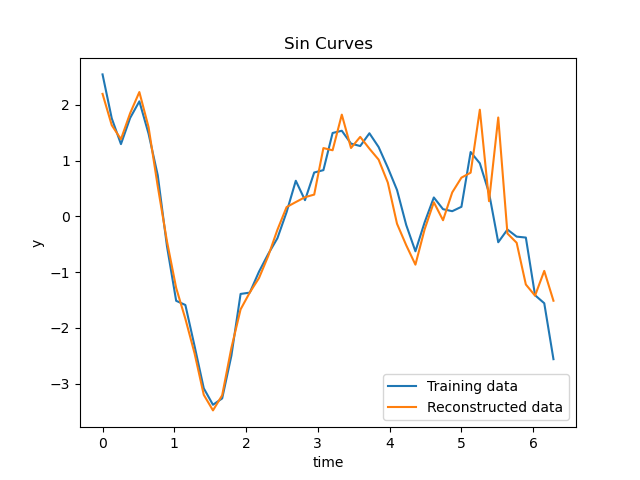 Sin Curves
2
1
0
−1
−2
−3
y
0
1
2
3
4
5
6
time
Training data
Reconstructed data